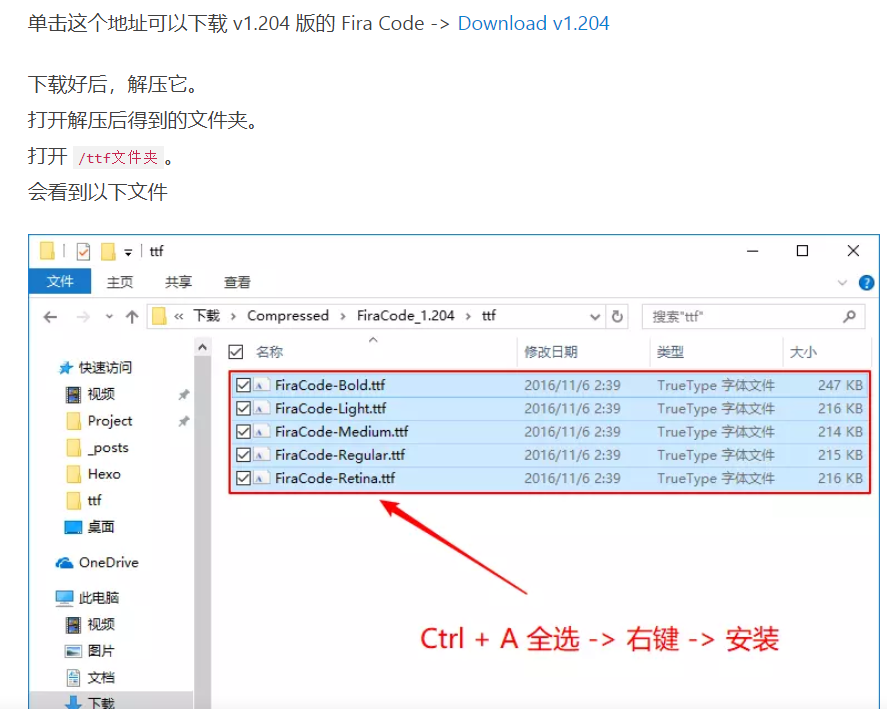 单击这个地址可以下载 v1.204 版的 Fira Code -> Download v1.204
下载好后，解压它。
打开解压后得到的文件夹。
打开 /ttf文件夹 。
会看到以下文件
ttf
文件 主页 共享 查看
« 下载 › Compressed › FiraCode_1.204 › ttf 搜索"ttf"
名称 修改日期 类型 大小
快速访问
视频
Project
_posts
Hexo
ttf
桌面
OneDrive
此电脑
视频
图片
文档
下载
FiraCode-Bold.ttf 2016/11/6 2:39 TrueType 字体文件 247 KB
FiraCode-Light.ttf 2016/11/6 2:39 TrueType 字体文件 216 KB
FiraCode-Medium.ttf 2016/11/6 2:39 TrueType 字体文件 214 KB
FiraCode-Regular.ttf 2016/11/6 2:39 TrueType 字体文件 215 KB
FiraCode-Retina.ttf 2016/11/6 2:39 TrueType 字体文件 216 KB
Ctrl + A 全选 -> 右键 -> 安装